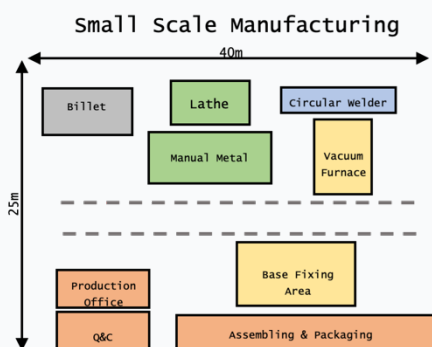 Small Scale Manufacturing
40m
Billet
Lathe
Circular Welder
Manual Metal
Vacuum
Furnace
25m
Base Fixing
Area
Production
Office
Q&C
Assembling & Packaging